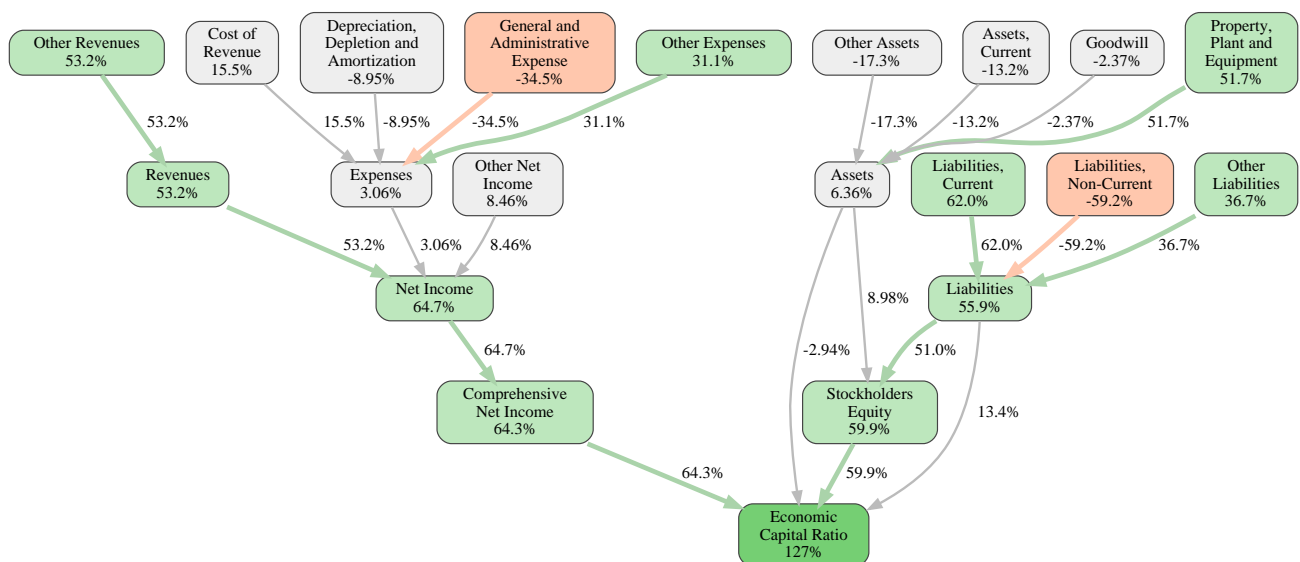 Other Revenues
53.2%
Cost of
Revenue
15.5%
Depreciation,
Depletion and
Amortization
-8.95%
General and
Administrative
Expense
-34.5%
Other Expenses
31.1%
Other Assets
-17.3%
Assets,
Current
-13.2%
Goodwill
-2.37%
Property,
Plant and
Equipment
51.7%
53.2%
15.5%
-8.95%
-34.5%
31.1%
-17.3%
-13.2%
-2.37%
51.7%
Revenues
53.2%
Expenses
3.06%
Other Net
Income
8.46%
Assets
6.36%
Liabilities,
Current
62.0%
Liabilities,
Non-Current
-59.2%
Other
Liabilities
36.7%
53.2%
3.06%
8.46%
62.0%
-59.2%
36.7%
Net Income
64.7%
8.98%
Liabilities
55.9%
64.7%
-2.94%
51.0%
Comprehensive
Net Income
64.3%
Stockholders
Equity
59.9%
13.4%
64.3%
59.9%
Economic
Capital Ratio
127%